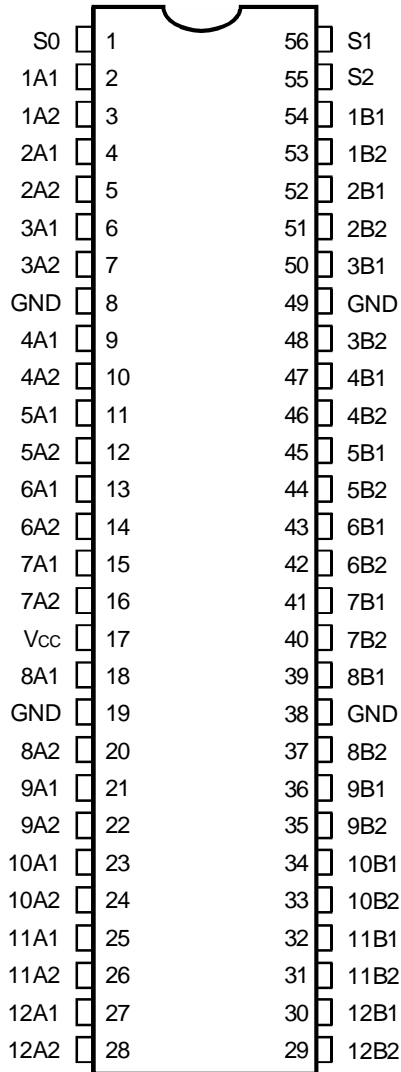 S0 1 56 S1
1A1 2 55 S2
1A2 3 54 1B1
2A1 4 53 1B2
2A2 5 52 2B1
3A1 6 51 2B2
3A2 7 50 3B1
GND 8 49 GND
4A1 9 48 3B2
4A2 10 47 4B1
5A1 11 46 4B2
5A2 12 45 5B1
6A1 13 44 5B2
6A2 14 43 6B1
7A1 15 42 6B2
7A2 16 41 7B1
Vcc 17 40 7B2
8A1 18 39 8B1
GND 19 38 GND
8A2 20 37 8B2
9A1 21 36 9B1
9A2 22 35 9B2
10A1 23 34 10B1
10A2 24 33 10B2
11A1 25 32 11B1
11A2 26 31 11B2
12A1 27 30 12B1
12A2 28 29 12B2